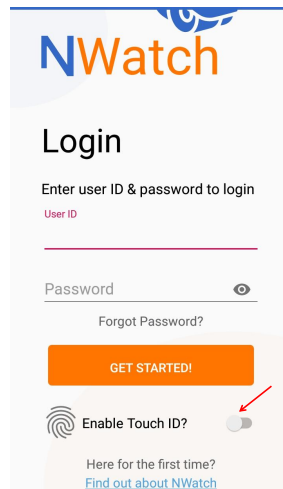 NWatch
Login
Enter user ID & password to login
User ID
Password
Forgot Password?
GET STARTED!
Enable Touch ID?
Here for the first time?
Find out about NWatch